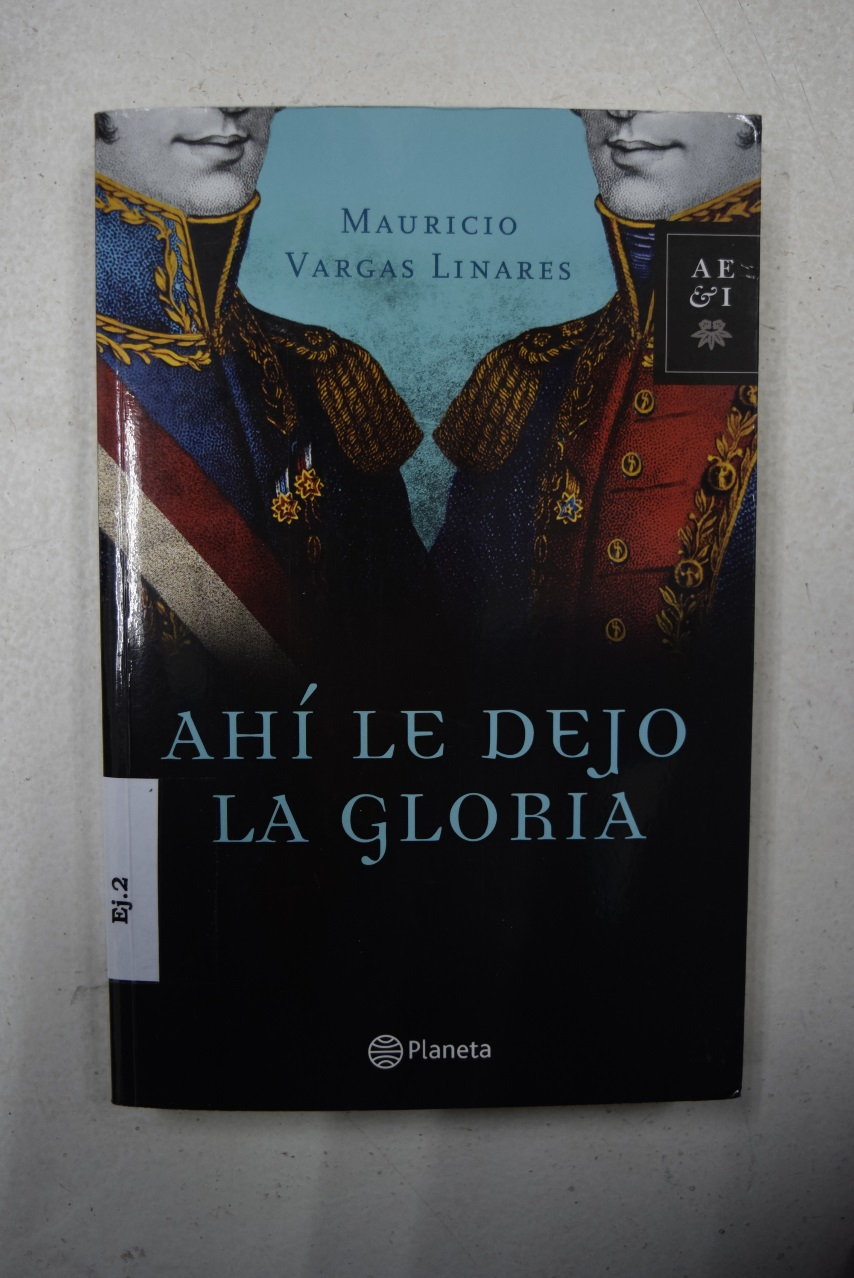 MAURICIO
VARGAS LINARES
AE
&I
AHÍ LE DEJO
LA GLORIA
Ej.2
Planeta